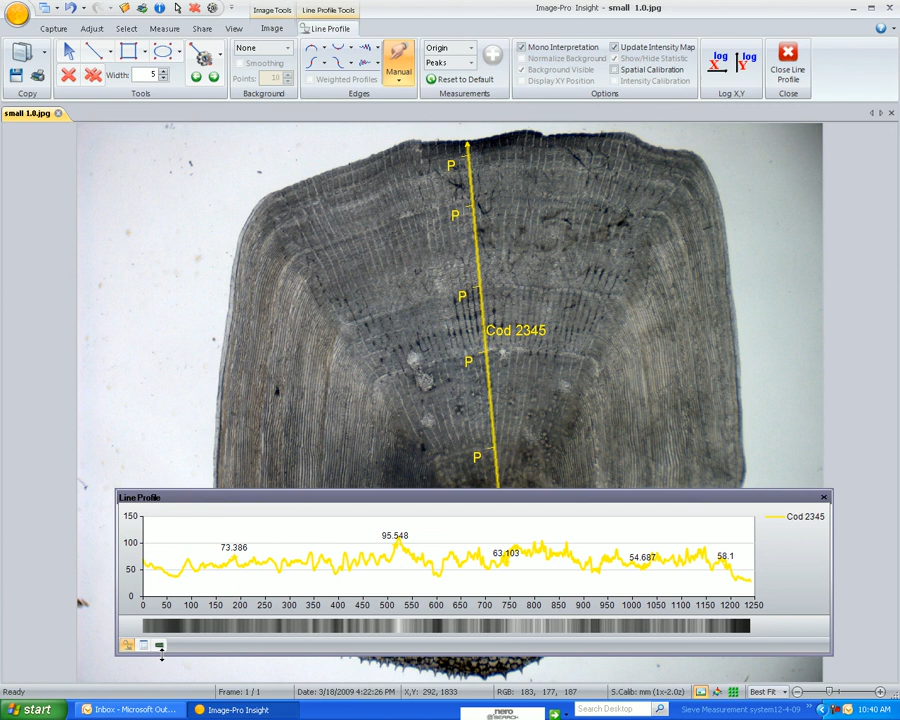 Image Tools Line Profile Tools Image-Pro Insight - small 1.0.jpg
Capture Adjust Select Measure Share View Image Line Profile
None Origin Mono Interpretation Update Intensity Map
Smoothing Peaks Normalize Background Show/Hide Statistic
Width: 5 Points: 10 Weighted Profiles Manual Reset to Default Background Visible Spatial Calibration
Display XY Position Intensity Calibration
log X log Y
Close Line Profile
Copy Tools Background Edges Measurements Options Log X,Y Close
small 1.0.jpg
P
P
P
Cod 2345
P
P
Line Profile
150
100
50
0
73.386 95.548 63.103 54.687 58.1
Cod 2345
0 50 100 150 200 250 300 350 400 450 500 550 600 650 700 750 800 850 900 950 1000 1050 1100 1150 1200 1250
Ready Frame: 1 / 1 Date: 3/18/2009 4:22:26 PM X,Y: 292, 1833 RGB: 183, 177, 187 S.Calib: mm (1x-2.0z) Best Fit
start Inbox - Microsoft Out... Image-Pro Insight nero SEARCH Search Desktop Sieve Measurement system12-4-09 10:40 AM